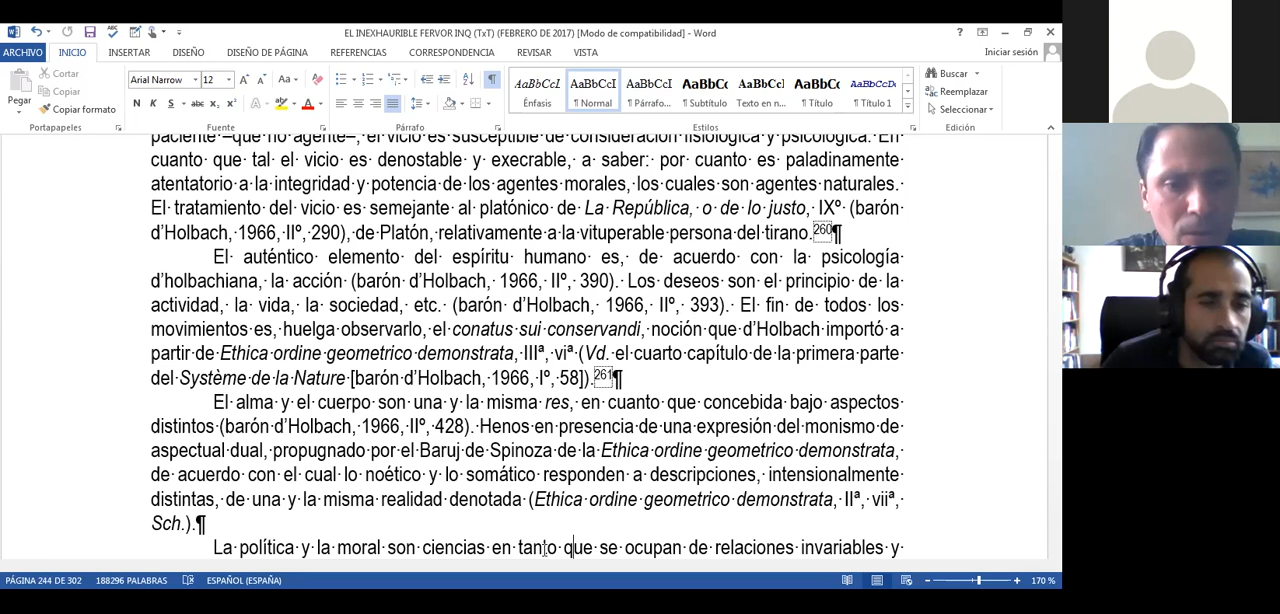 EL INEXHAURIBLE FERVOR INQ (TxT) (FEBRERO DE 2017) [Modo de compatibilidad] - Word
ARCHIVO INICIO INSERTAR DISEÑO DISEÑO DE PÁGINA REFERENCIAS CORRESPONDENCIA REVISAR VISTA Iniciar sesión
Pegar
Cortar
Copiar
Copiar formato
Arial Narrow 12
AaBbCcI AaBbCcI AaBbCcI AaBbCc AaBbCcI AaBbCc AaBbCcDc
Énfasis ¶ Normal ¶ Párrafo... ¶ Subtítulo Texto en n... ¶ Título ¶ Título 1
Buscar
Reemplazar
Seleccionar
Portapapeles Fuente Párrafo Estilos Edición
paciente –que no agente–, el vicio es susceptible de consideración fisiológica y psicológica. En
cuanto que tal el vicio es denostable y execrable, a saber: por cuanto es paladinamente
atentatorio a la integridad y potencia de los agentes morales, los cuales son agentes naturales.
El tratamiento del vicio es semejante al platónico de La República, o de lo justo, IXº (barón
d’Holbach, 1966, IIº, 290), de Platón, relativamente a la vituperable persona del tirano.260¶
El auténtico elemento del espíritu humano es, de acuerdo con la psicología
d’holbachiana, la acción (barón d’Holbach, 1966, IIº, 390). Los deseos son el principio de la
actividad, la vida, la sociedad, etc. (barón d’Holbach, 1966, IIº, 393). El fin de todos los
movimientos es, huelga observarlo, el conatus sui conservandi, noción que d’Holbach importó a
partir de Ethica ordine geometrico demonstrata, IIIª, viª (Vd. el cuarto capítulo de la primera parte
del Système de la Nature [barón d’Holbach, 1966, Iº, 58]).261¶
El alma y el cuerpo son una y la misma res, en cuanto que concebida bajo aspectos
distintos (barón d’Holbach, 1966, IIº, 428). Henos en presencia de una expresión del monismo de
aspectual dual, propugnado por el Baruj de Spinoza de la Ethica ordine geometrico demonstrata,
de acuerdo con el cual lo noético y lo somático responden a descripciones, intensionalmente
distintas, de una y la misma realidad denotada (Ethica ordine geometrico demonstrata, IIª, viiª,
Sch.).¶
La política y la moral son ciencias en tanto que se ocupan de relaciones invariables y
PÁGINA 244 DE 302 188296 PALABRAS ESPAÑOL (ESPAÑA) 170 %